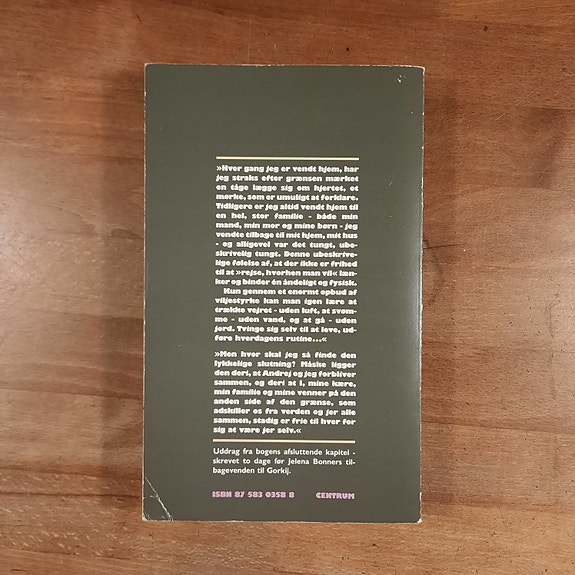 »Hver gang jeg er vendt hjem, har
jeg straks efter grænsen mærket
en tåge lægge sig om hjertet, et
mørke, som er umuligt at forklare.
Tidligere er jeg altid vendt hjem til
en hel, stor familie - både min
mand, min mor og mine børn - jeg
vendte tilbage til mit hjem, mit hus
- og alligevel var det tungt, ube-
skrivelig tungt. Denne ubeskrive-
lige følelse af, at der ikke er frihed
til at »rejse, hvorhen man vil« læn-
ker og binder én åndeligt og fysisk.
Kun gennem et enormt opbud af
viljestyrke kan man igen lære at
trække vejret - uden luft, at svøm-
me - uden vand, og at gå - uden
jord. Tvinge sig selv til at leve, ud-
føre hverdagens rutine...«
»Men hvor skal jeg så finde den
lykkelige slutning? Måske ligger
den deri, at Andrej og jeg forbliver
sammen, og deri at I, mine kære,
min familie og mine venner på den
anden side af den grænse, som
adskiller os fra verden og jer alle
sammen, stadig er frie til hver for
sig at være jer selv.«
Uddrag fra bogens afsluttende kapitel -
skrevet to dage før Jelena Bonners til-
bagevenden til Gorkij.
ISBN 87 583 0358 8 CENTRUM